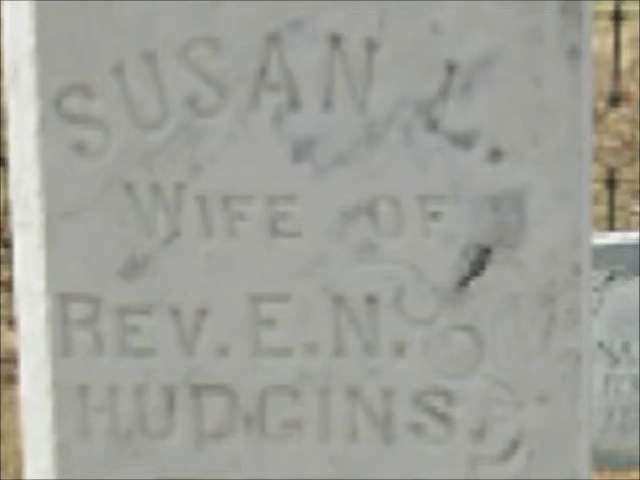 SUSAN L.
WIFE OF
REV. E. N.
HUDGINS.